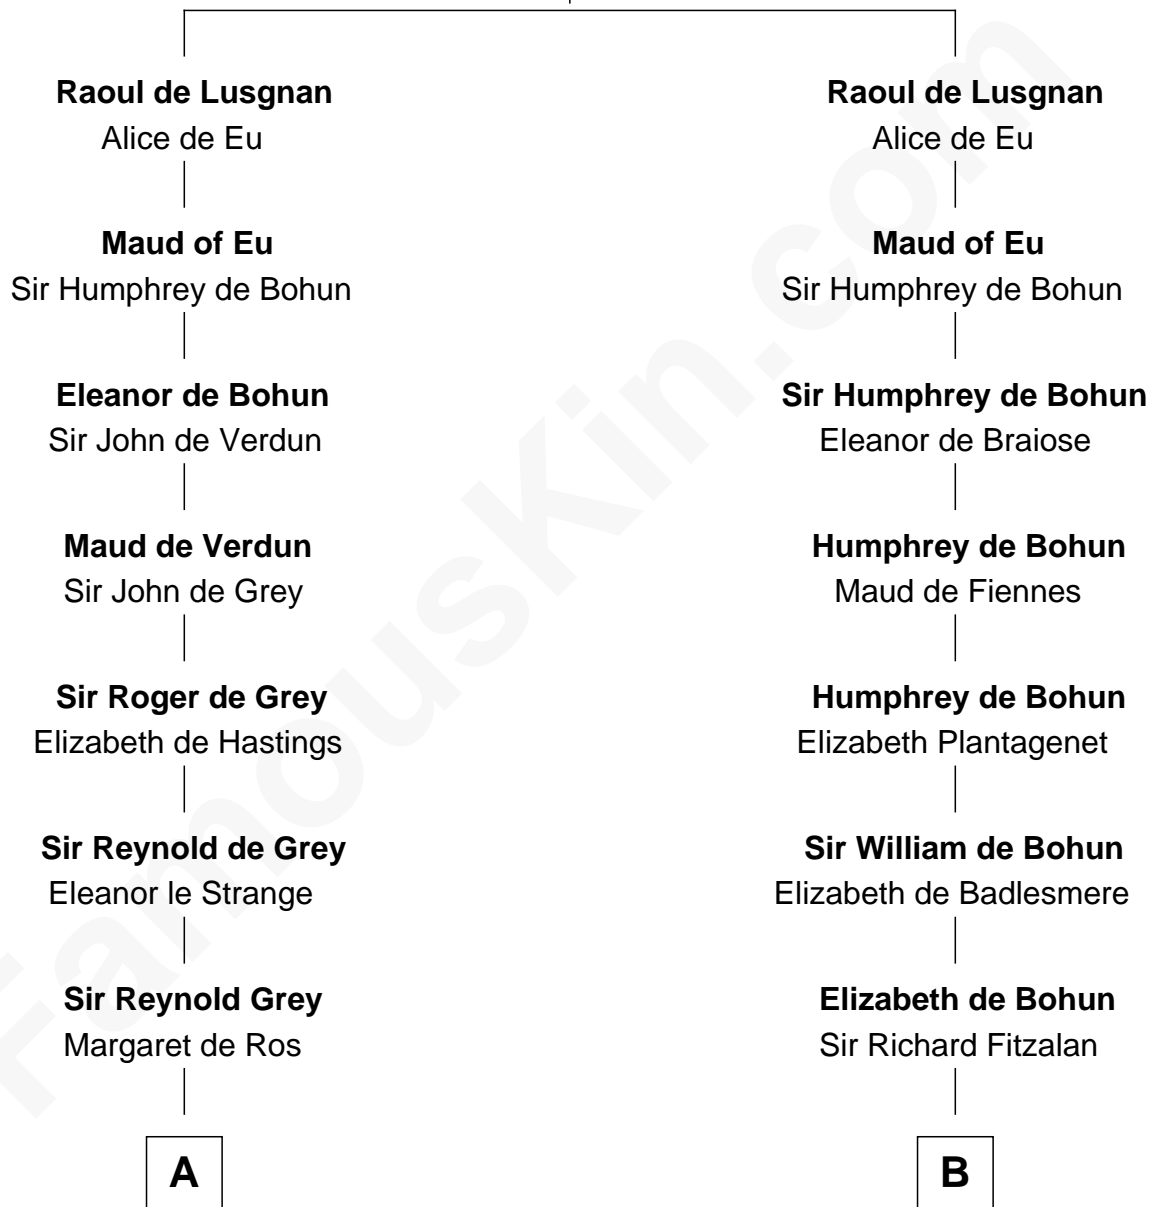 Raoul de Lusgnan
Alice de Eu
Maud of Eu
Sir Humphrey de Bohun
Eleanor de Bohun
Sir John de Verdun
Maud de Verdun
Sir John de Grey
Sir Roger de Grey
Elizabeth de Hastings
Sir Reynold de Grey
Eleanor le Strange
Sir Reynold Grey
Margaret de Ros
A
Raoul de Lusgnan
Alice de Eu
Maud of Eu
Sir Humphrey de Bohun
Sir Humphrey de Bohun
Eleanor de Braiose
Humphrey de Bohun
Maud de Fiennes
Humphrey de Bohun
Elizabeth Plantagenet
Sir William de Bohun
Elizabeth de Badlesmere
Elizabeth de Bohun
Sir Richard Fitzalan
B
FamousKin.com